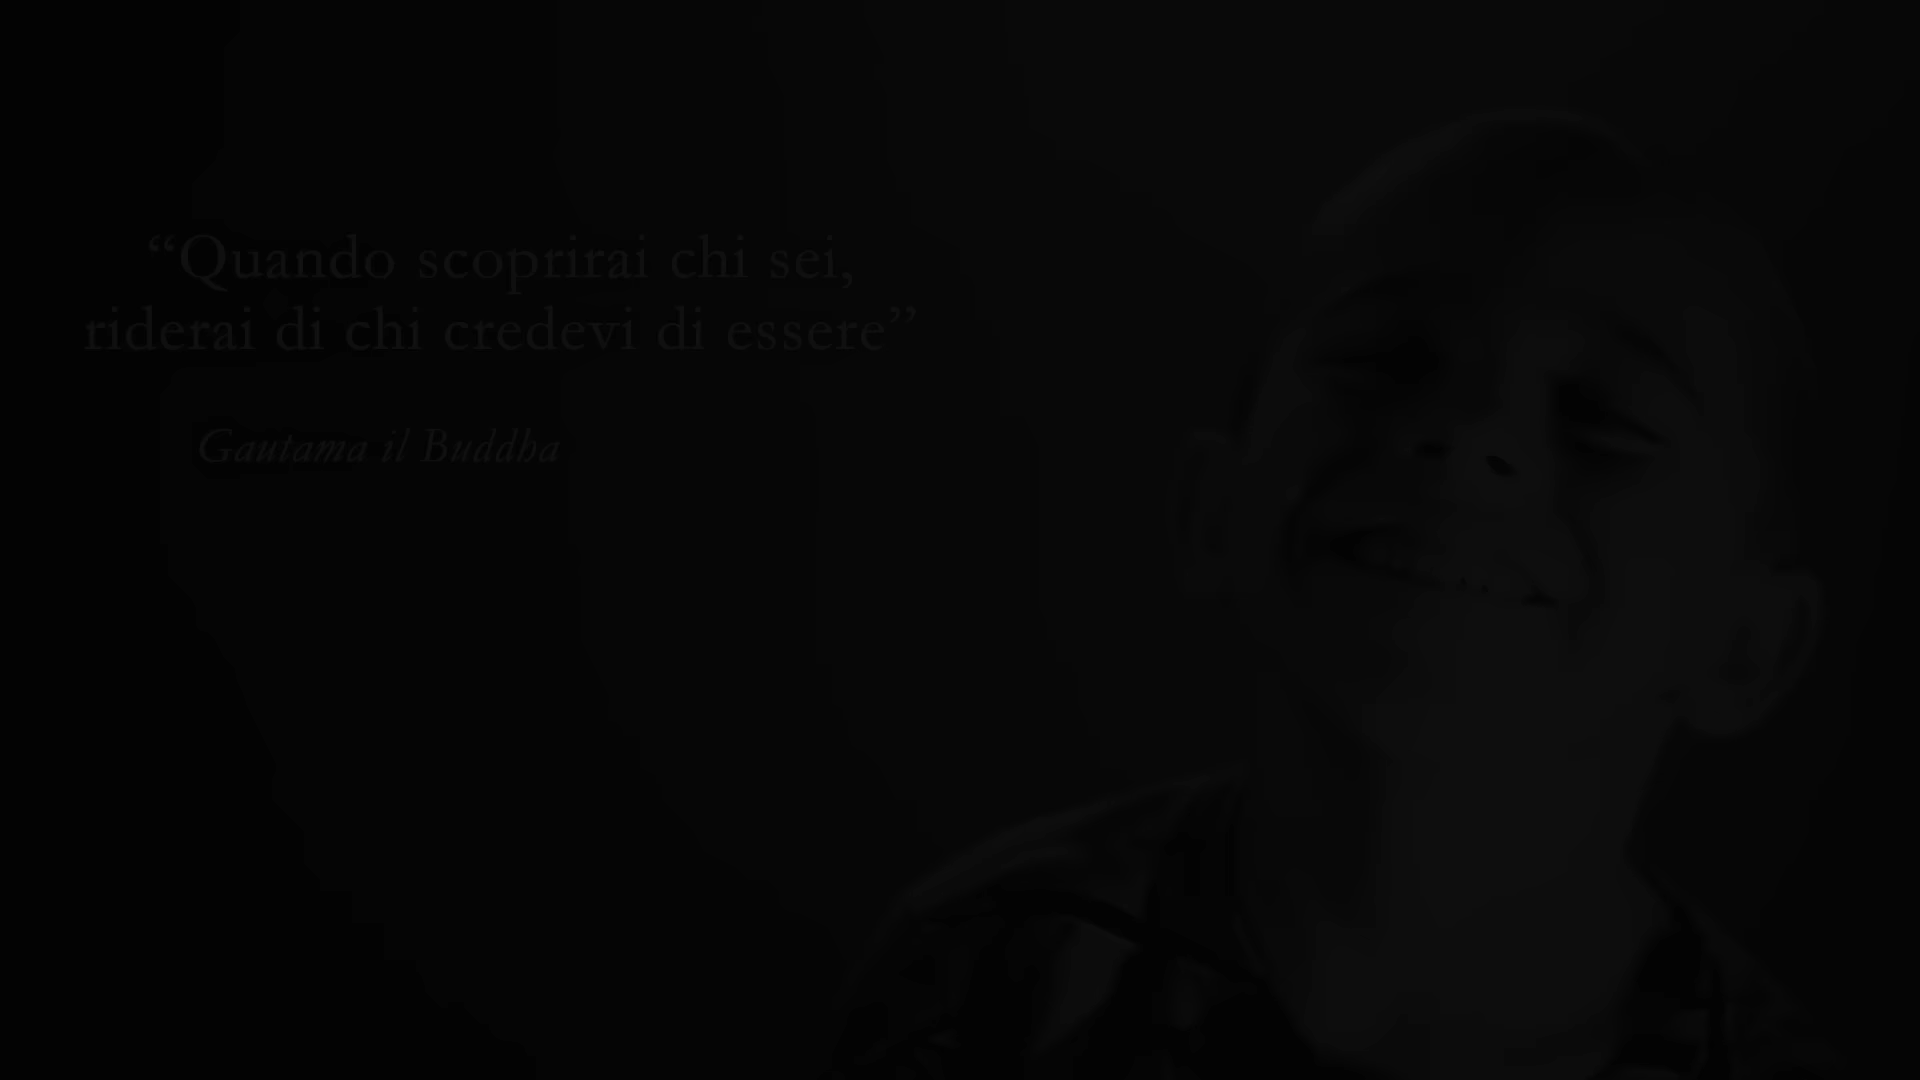 “Quando scoprirai chi sei,
riderai di chi credevi di essere”
Gautama il Buddha